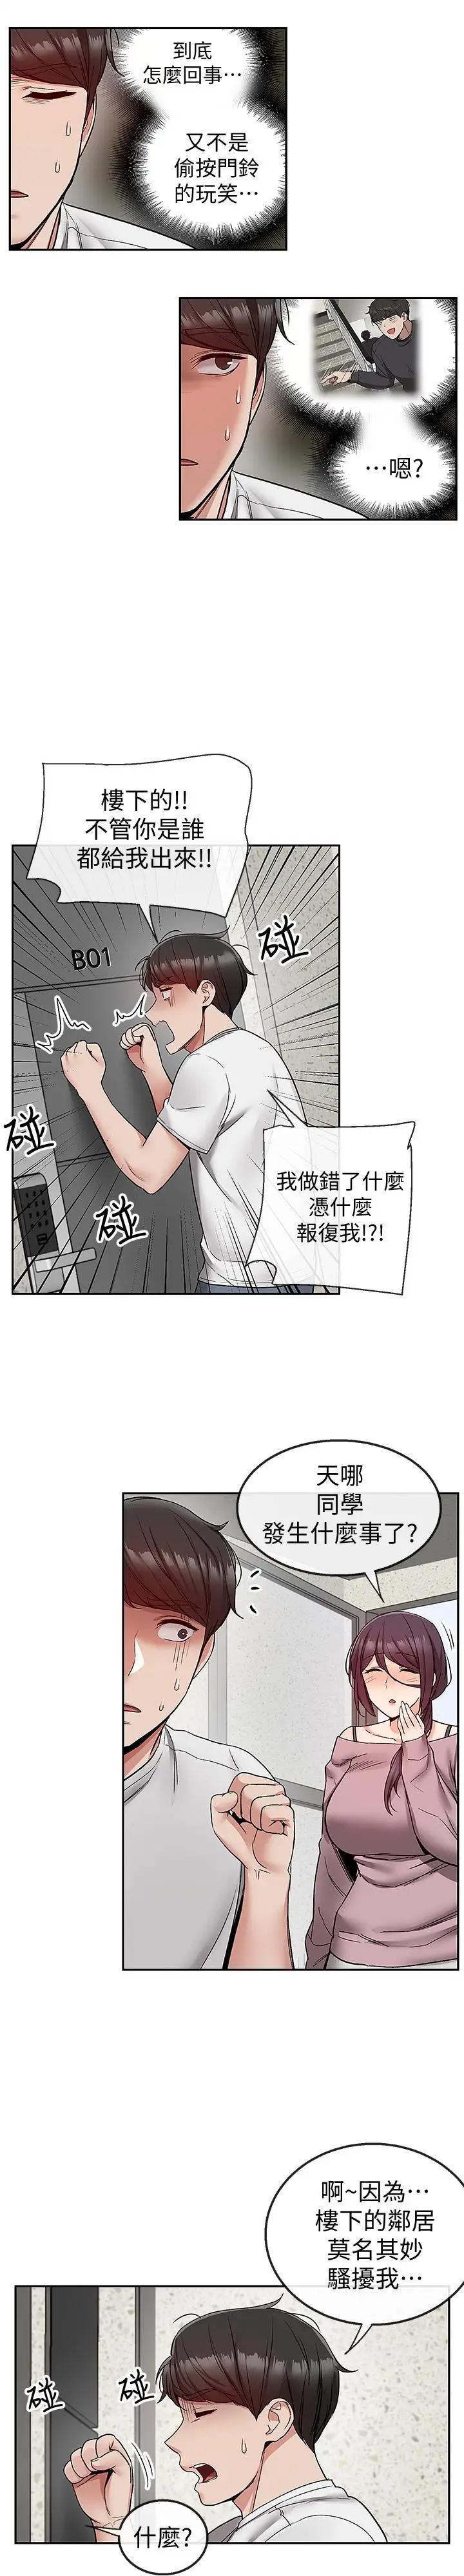 到底
怎麼回事…
又不是
偷按門鈴
的玩笑…
…嗯?
樓下的!!
不管你是誰
都給我出來!!
B01
碰
碰
碰
我做錯了什麼
憑什麼
報復我!?!
天哪
同學
發生什麼事了?
啊~因為…
樓下的鄰居
莫名其妙
騷擾我…
碰
碰
什麼?